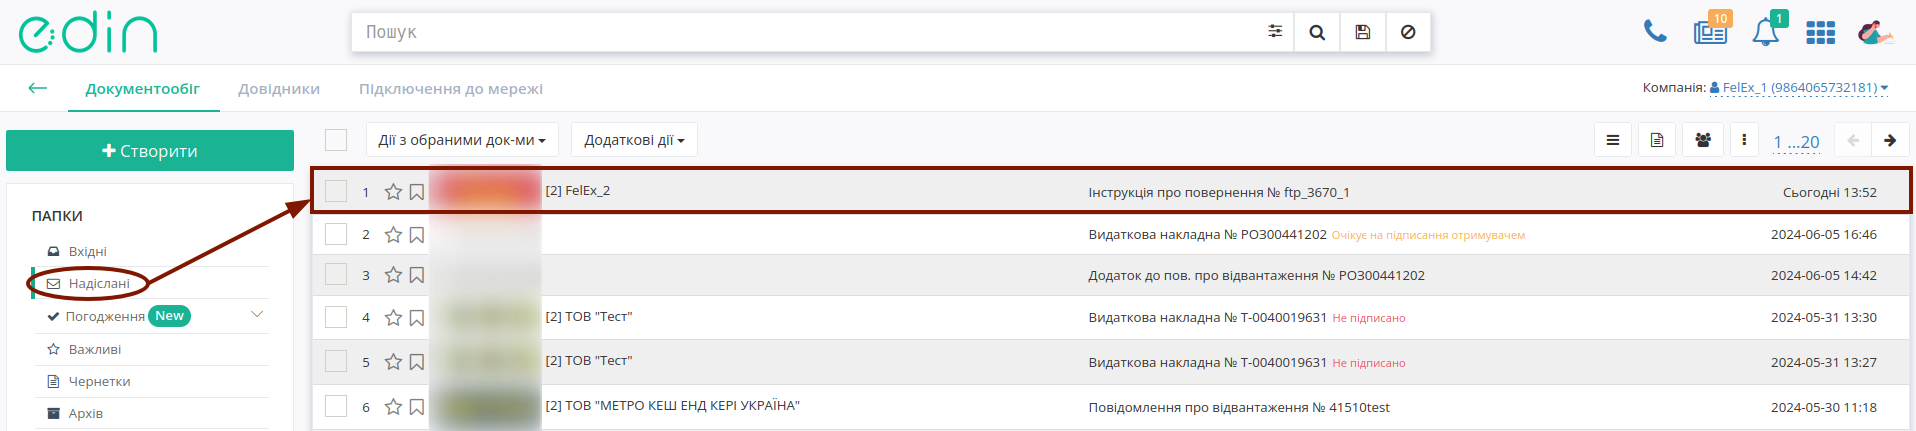 edin
Пошук
10
1
Документообіг
Довідники
Підключення до мережі
Компанія: FelEx_1 (9864065732181)
Створити
Дії з обраними док-ми
Додаткові дії
1 ...20
ПАПКИ
Вхідні
Надіслані
Погодження New
Важливі
Чернетки
Архів
1 [2] FelEx_2 Інструкція про повернення № ftp_3670_1 Сьогодні 13:52
2 Видаткова накладна № РО300441202 Очікує на підписання отримувачем 2024-06-05 16:46
3 Додаток до пов. про відвантаження № РО300441202 2024-06-05 14:42
4 [2] ТОВ "Тест" Видаткова накладна № Т-0040019631 Не підписано 2024-05-31 13:30
5 [2] ТОВ "Тест" Видаткова накладна № Т-0040019631 Не підписано 2024-05-31 13:27
6 [2] ТОВ "МЕТРО КЕШ ЕНД КЕРІ УКРАЇНА" Повідомлення про відвантаження № 41510test 2024-05-30 11:18